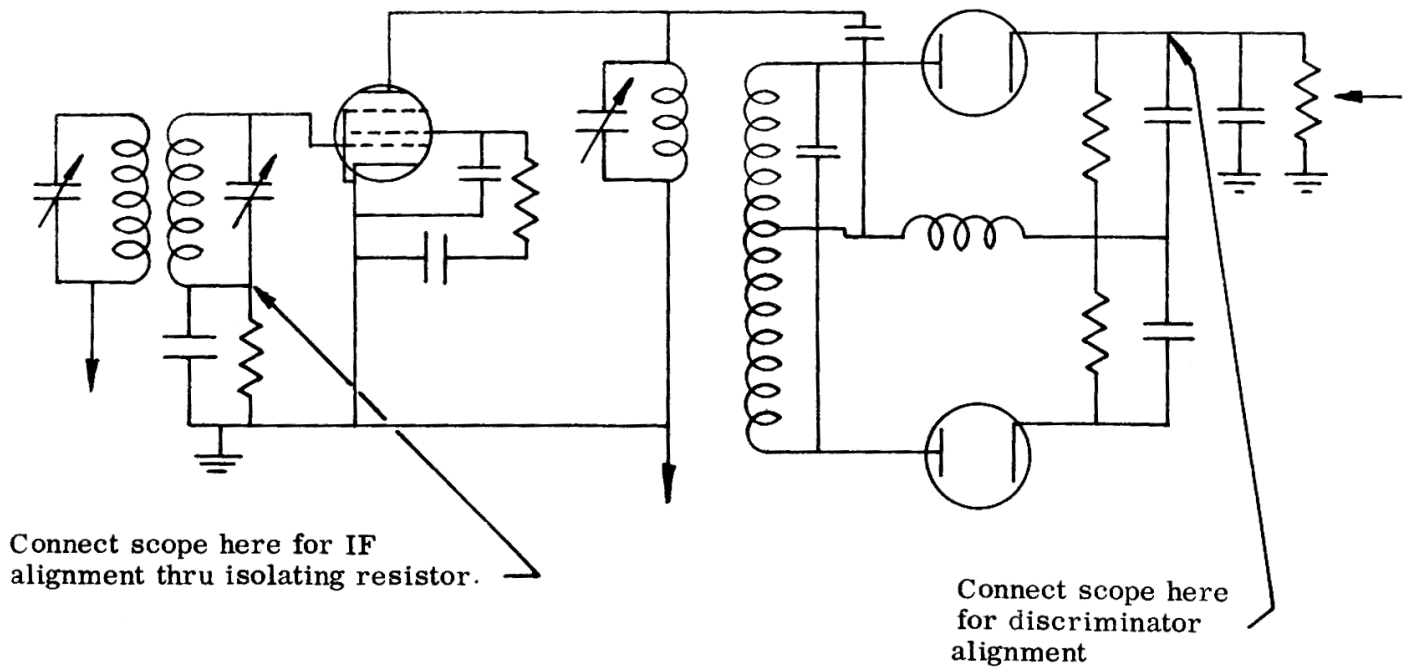 Connect scope here for IF
alignment thru isolating resistor.
Connect scope here
for discriminator
alignment